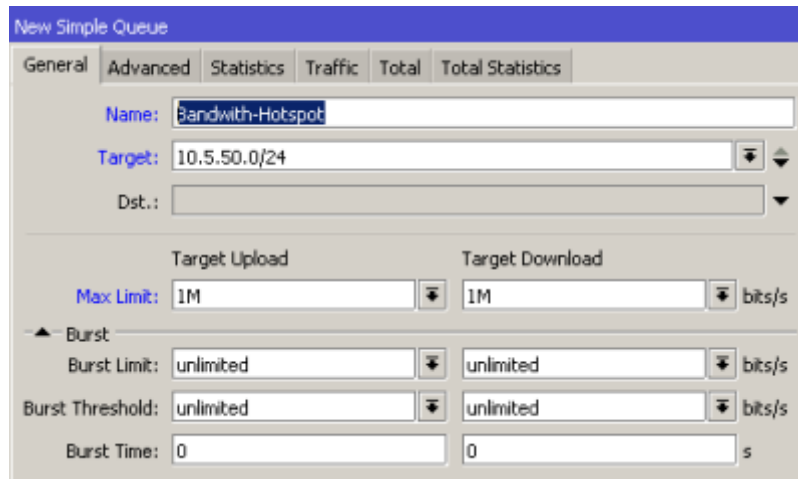 New Simple Queue
General Advanced Statistics Traffic Total Total Statistics
Name: Bandwith-Hotspot
Target: 10.5.50.0/24
Dst.:
Target Upload Target Download
Max Limit: 1M 1M bits/s
Burst
Burst Limit: unlimited unlimited bits/s
Burst Threshold: unlimited unlimited bits/s
Burst Time: 0 0 s